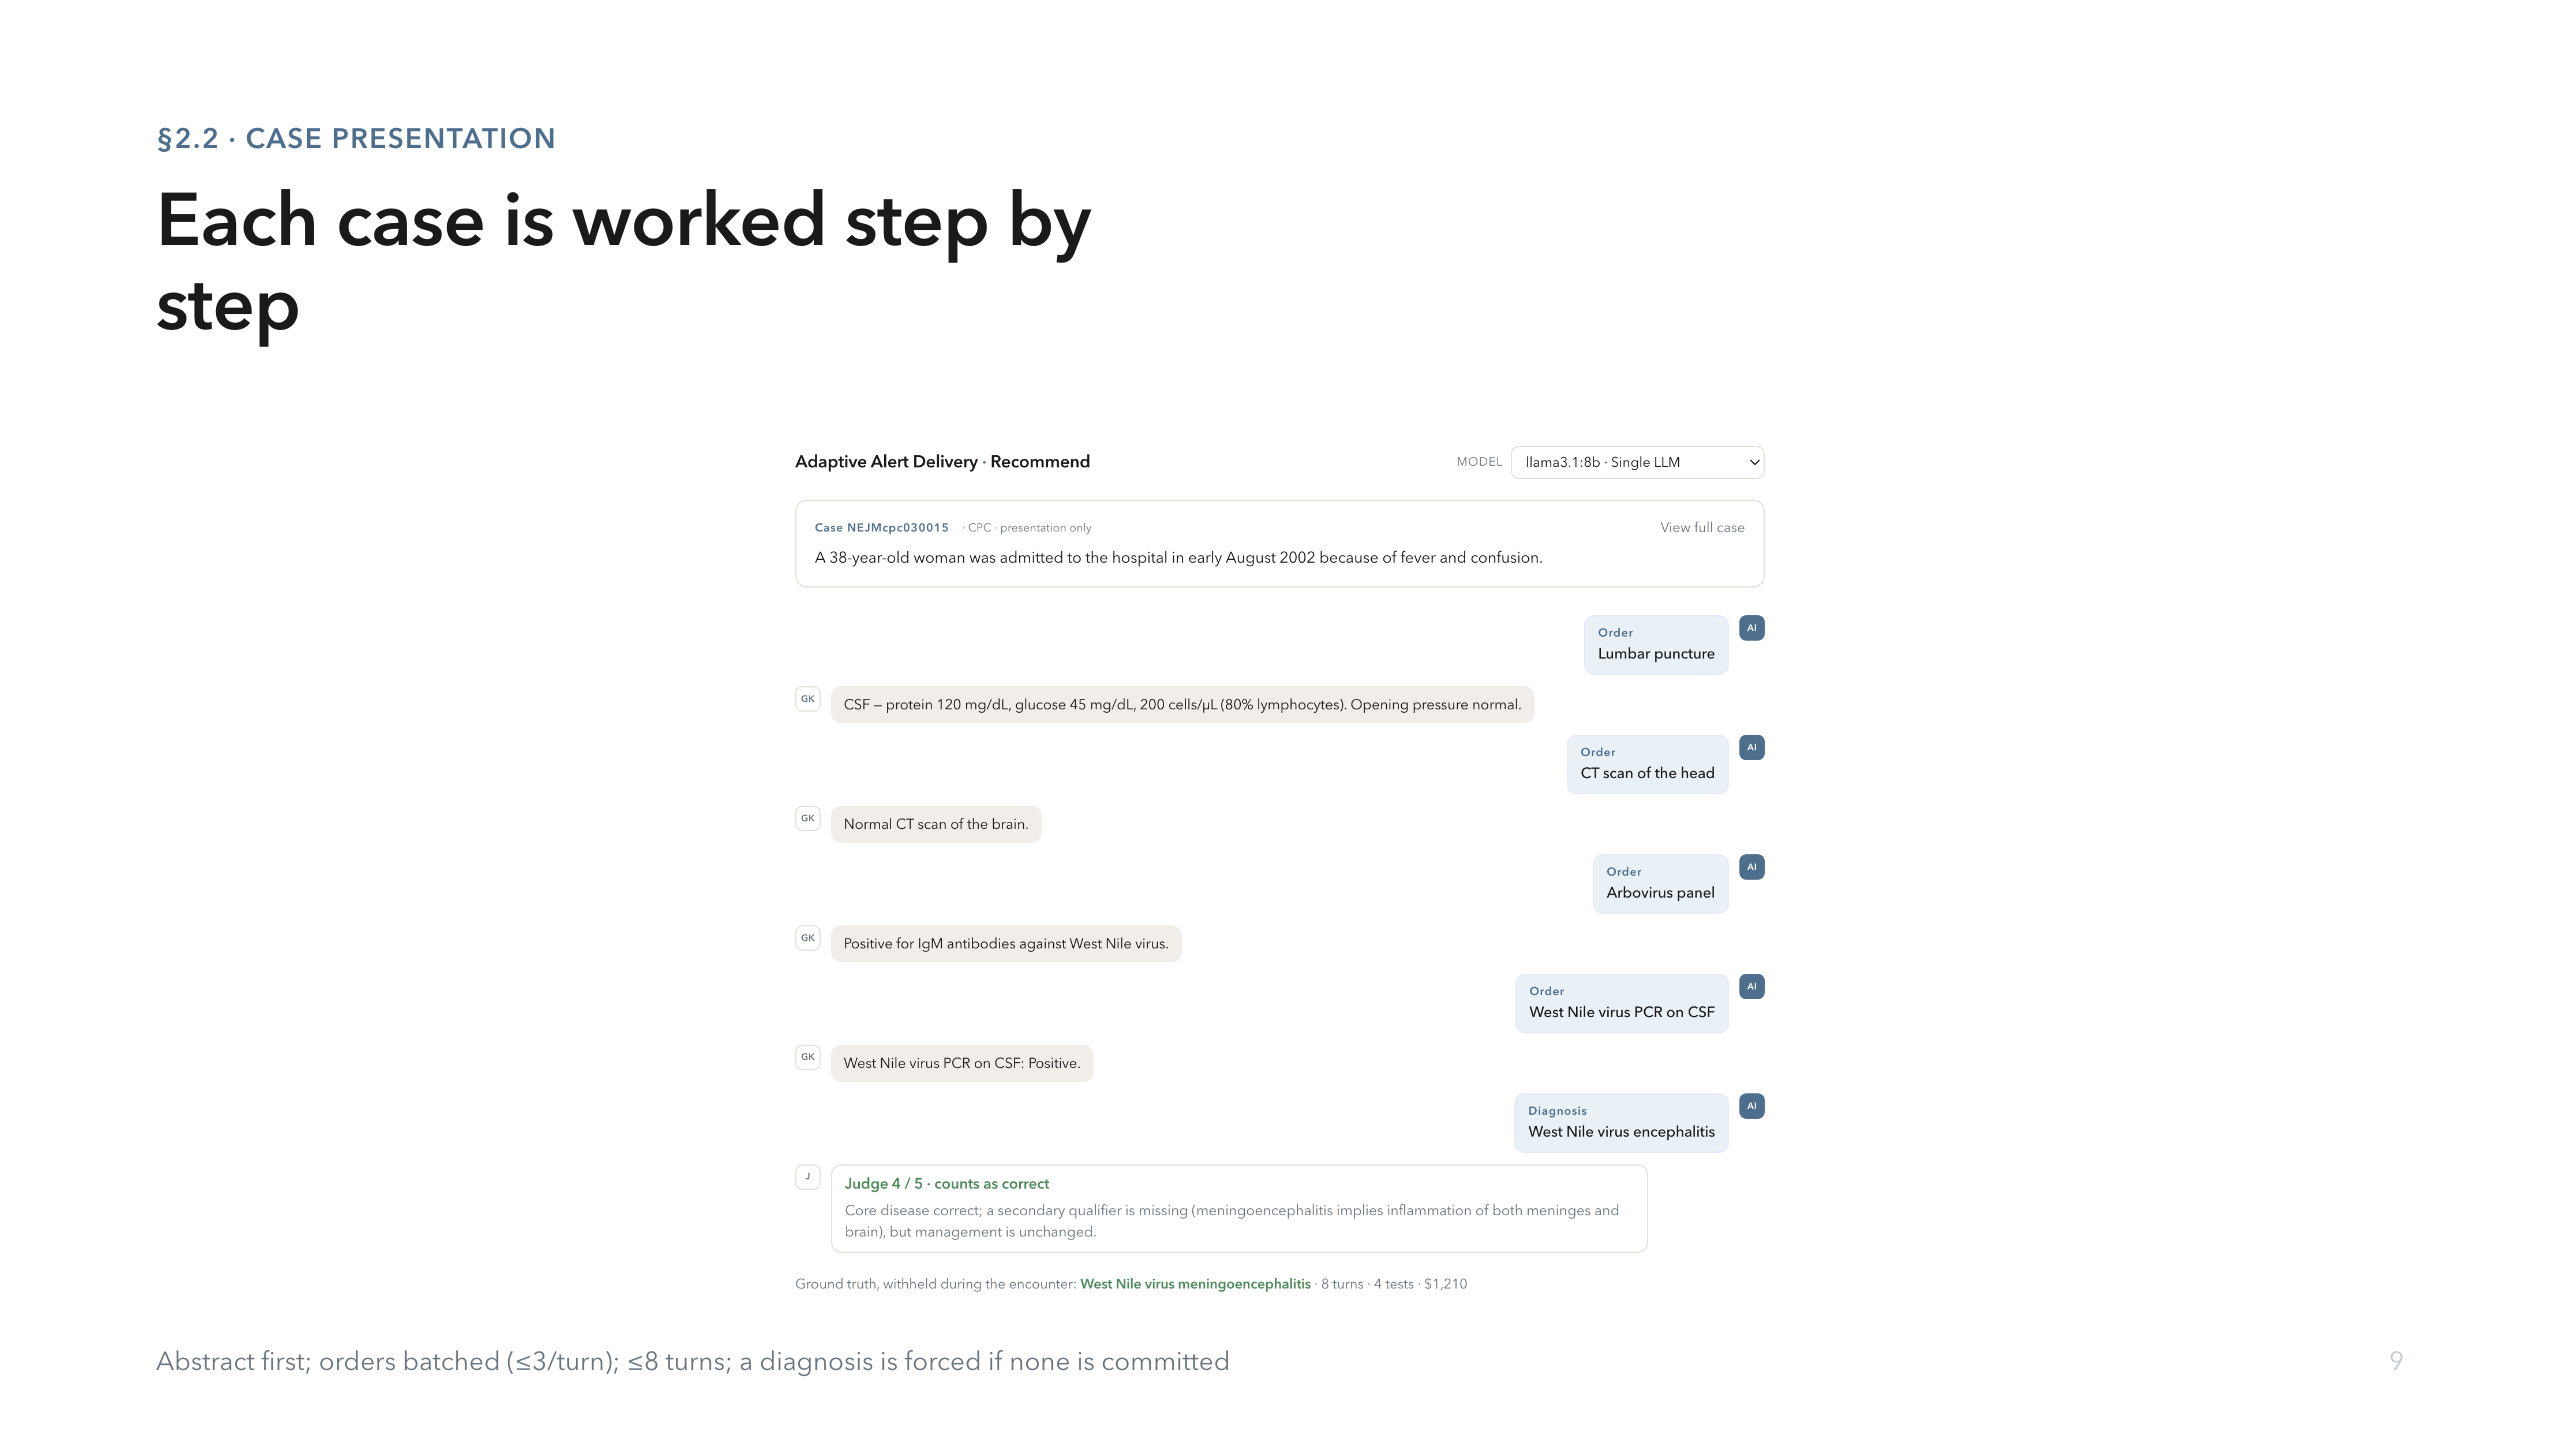 §2.2 · CASE PRESENTATION
Each case is worked step by
step
Adaptive Alert Delivery · Recommend
MODEL
llama3.1:8b · Single LLM
Case NEJMcpc030015 · CPC · presentation only
View full case
A 38-year-old woman was admitted to the hospital in early August 2002 because of fever and confusion.
Order
AI
Lumbar puncture
GK
CSF – protein 120 mg/dL, glucose 45 mg/dL, 200 cells/µL (80% lymphocytes). Opening pressure normal.
Order
AI
CT scan of the head
GK
Normal CT scan of the brain.
Order
AI
Arbovirus panel
GK
Positive for IgM antibodies against West Nile virus.
Order
AI
West Nile virus PCR on CSF
GK
West Nile virus PCR on CSF: Positive.
Diagnosis
AI
West Nile virus encephalitis
J
Judge 4 / 5 · counts as correct
Core disease correct; a secondary qualifier is missing (meningoencephalitis implies inflammation of both meninges and
brain), but management is unchanged.
Ground truth, withheld during the encounter: West Nile virus meningoencephalitis · 8 turns · 4 tests · $1,210
Abstract first; orders batched (≤3/turn); ≤8 turns; a diagnosis is forced if none is committed
9